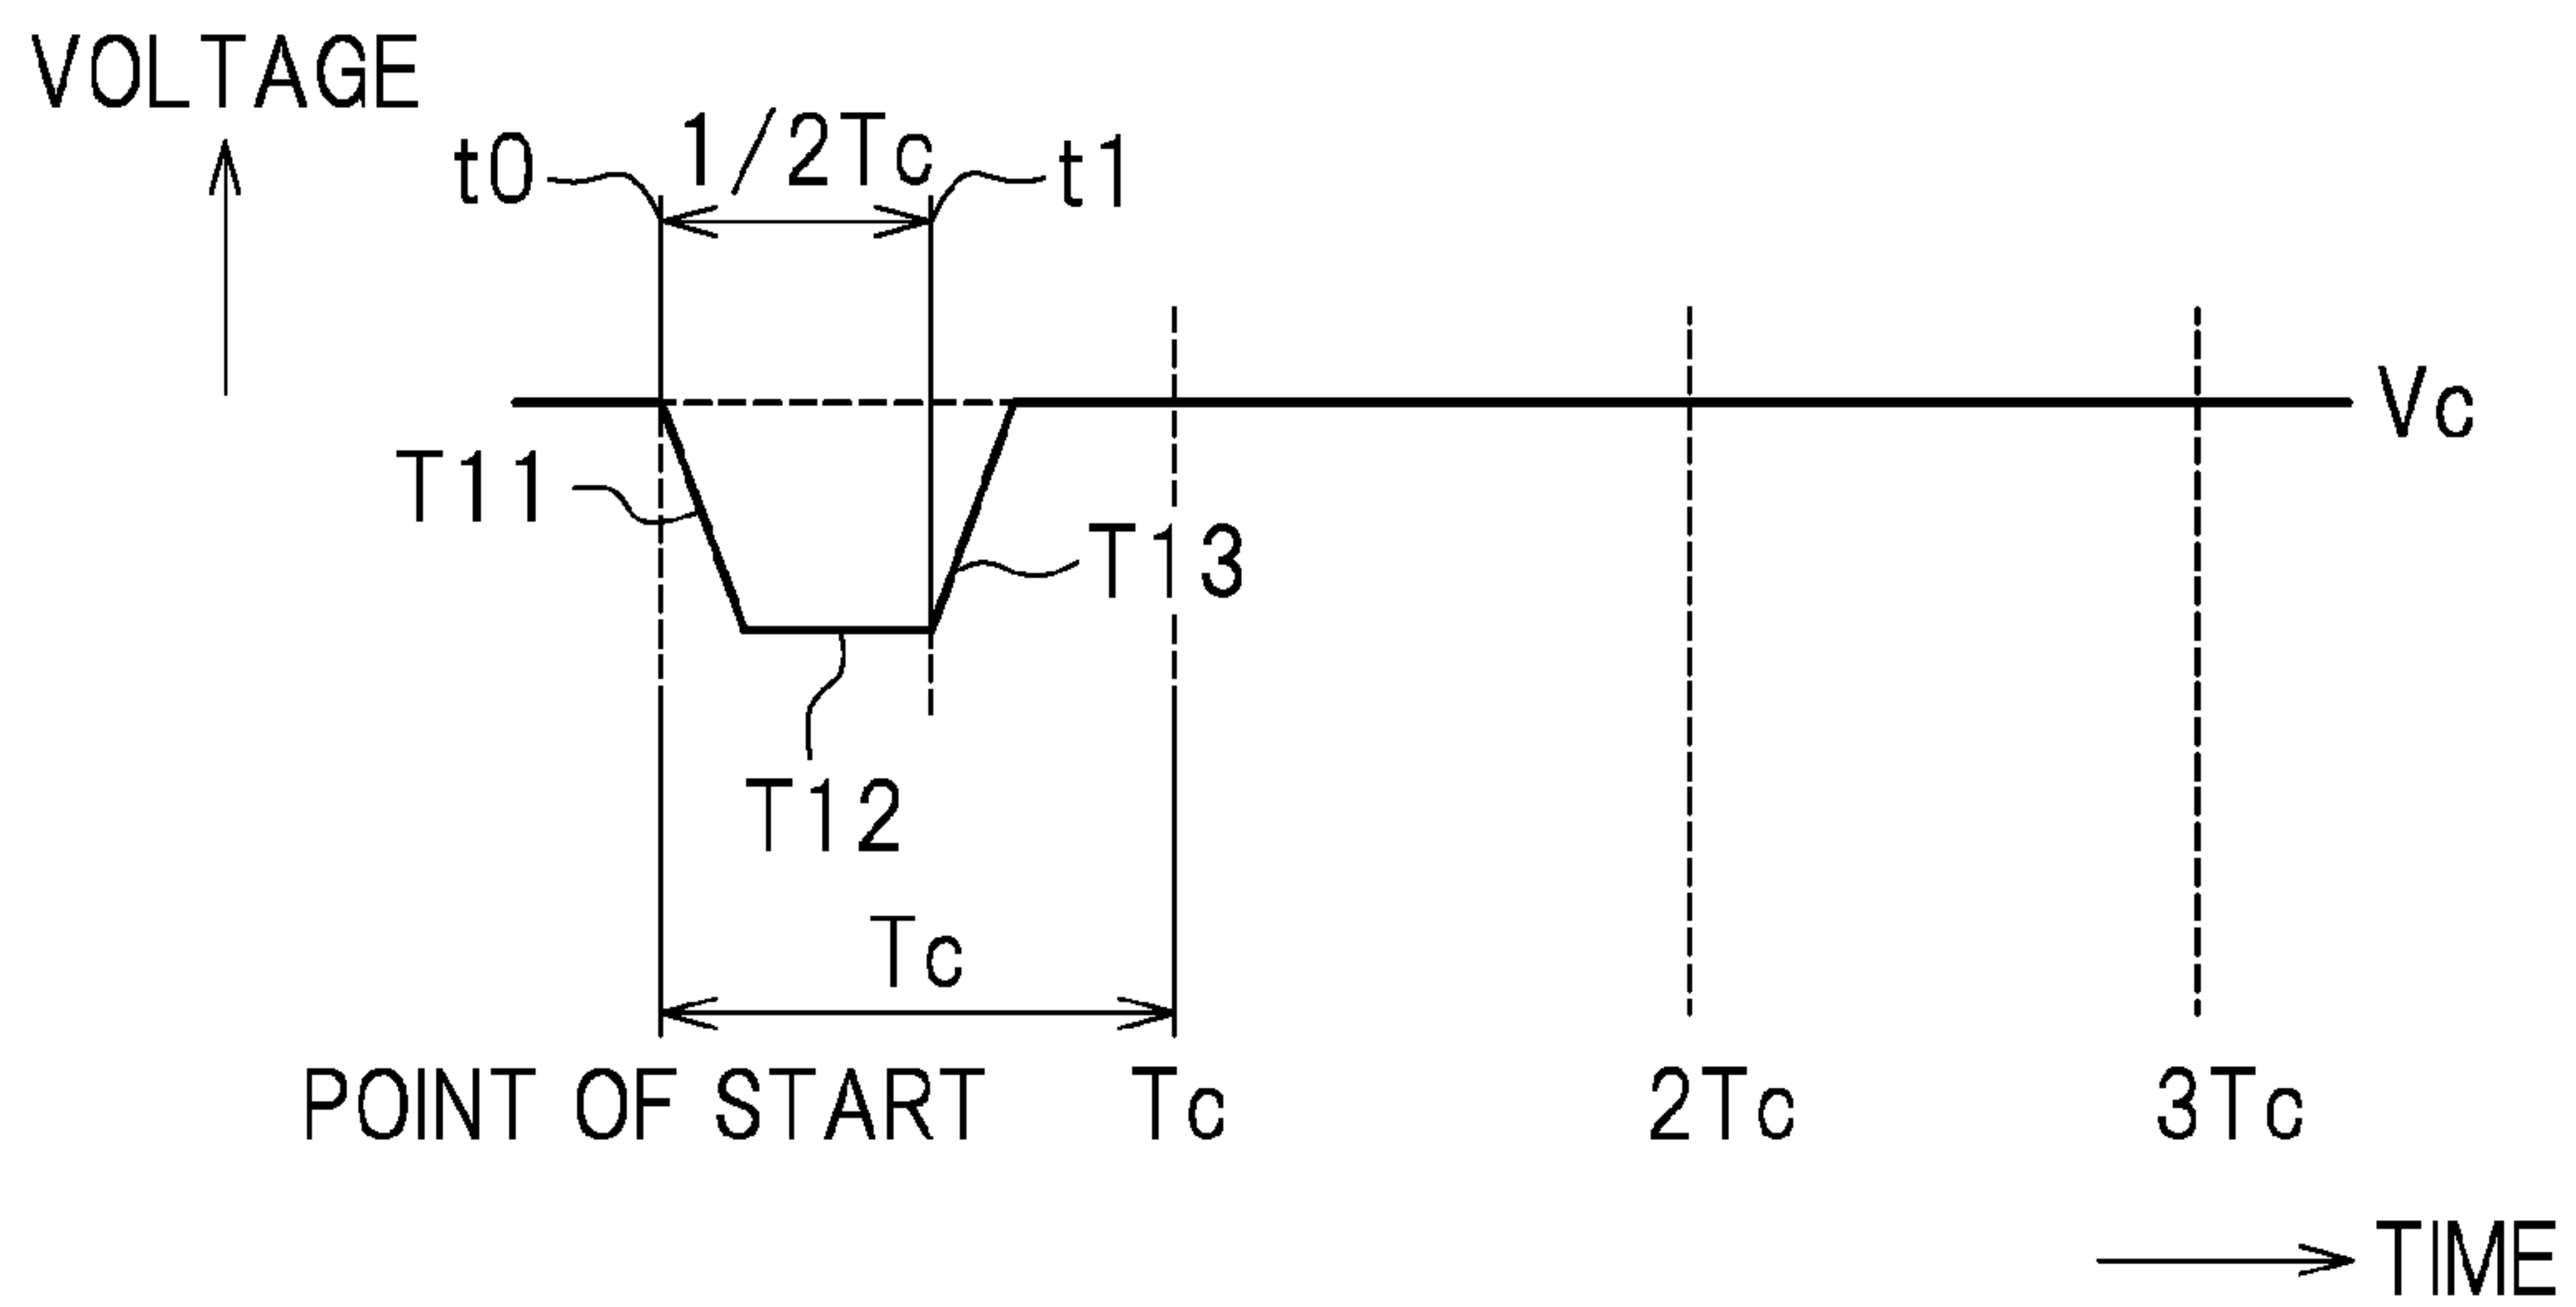 VOLTAGE
t0
1/2Tc
t1
Vc
T11
T13
T12
Tc
POINT OF START
Tc
2Tc
3Tc
TIME